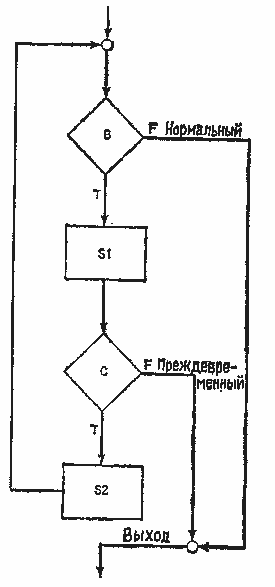 B
F Нормальный
T
S1
C
F Преждевре-
менный
T
S2
Выход